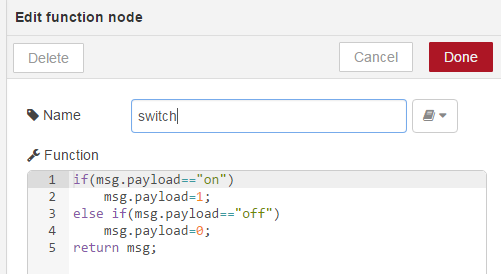 Edit function node
Delete
Cancel
Done
Name
switch
Function
1 if(msg.payload=="on")
2     msg.payload=1;
3 else if(msg.payload=="off")
4     msg.payload=0;
5 return msg;